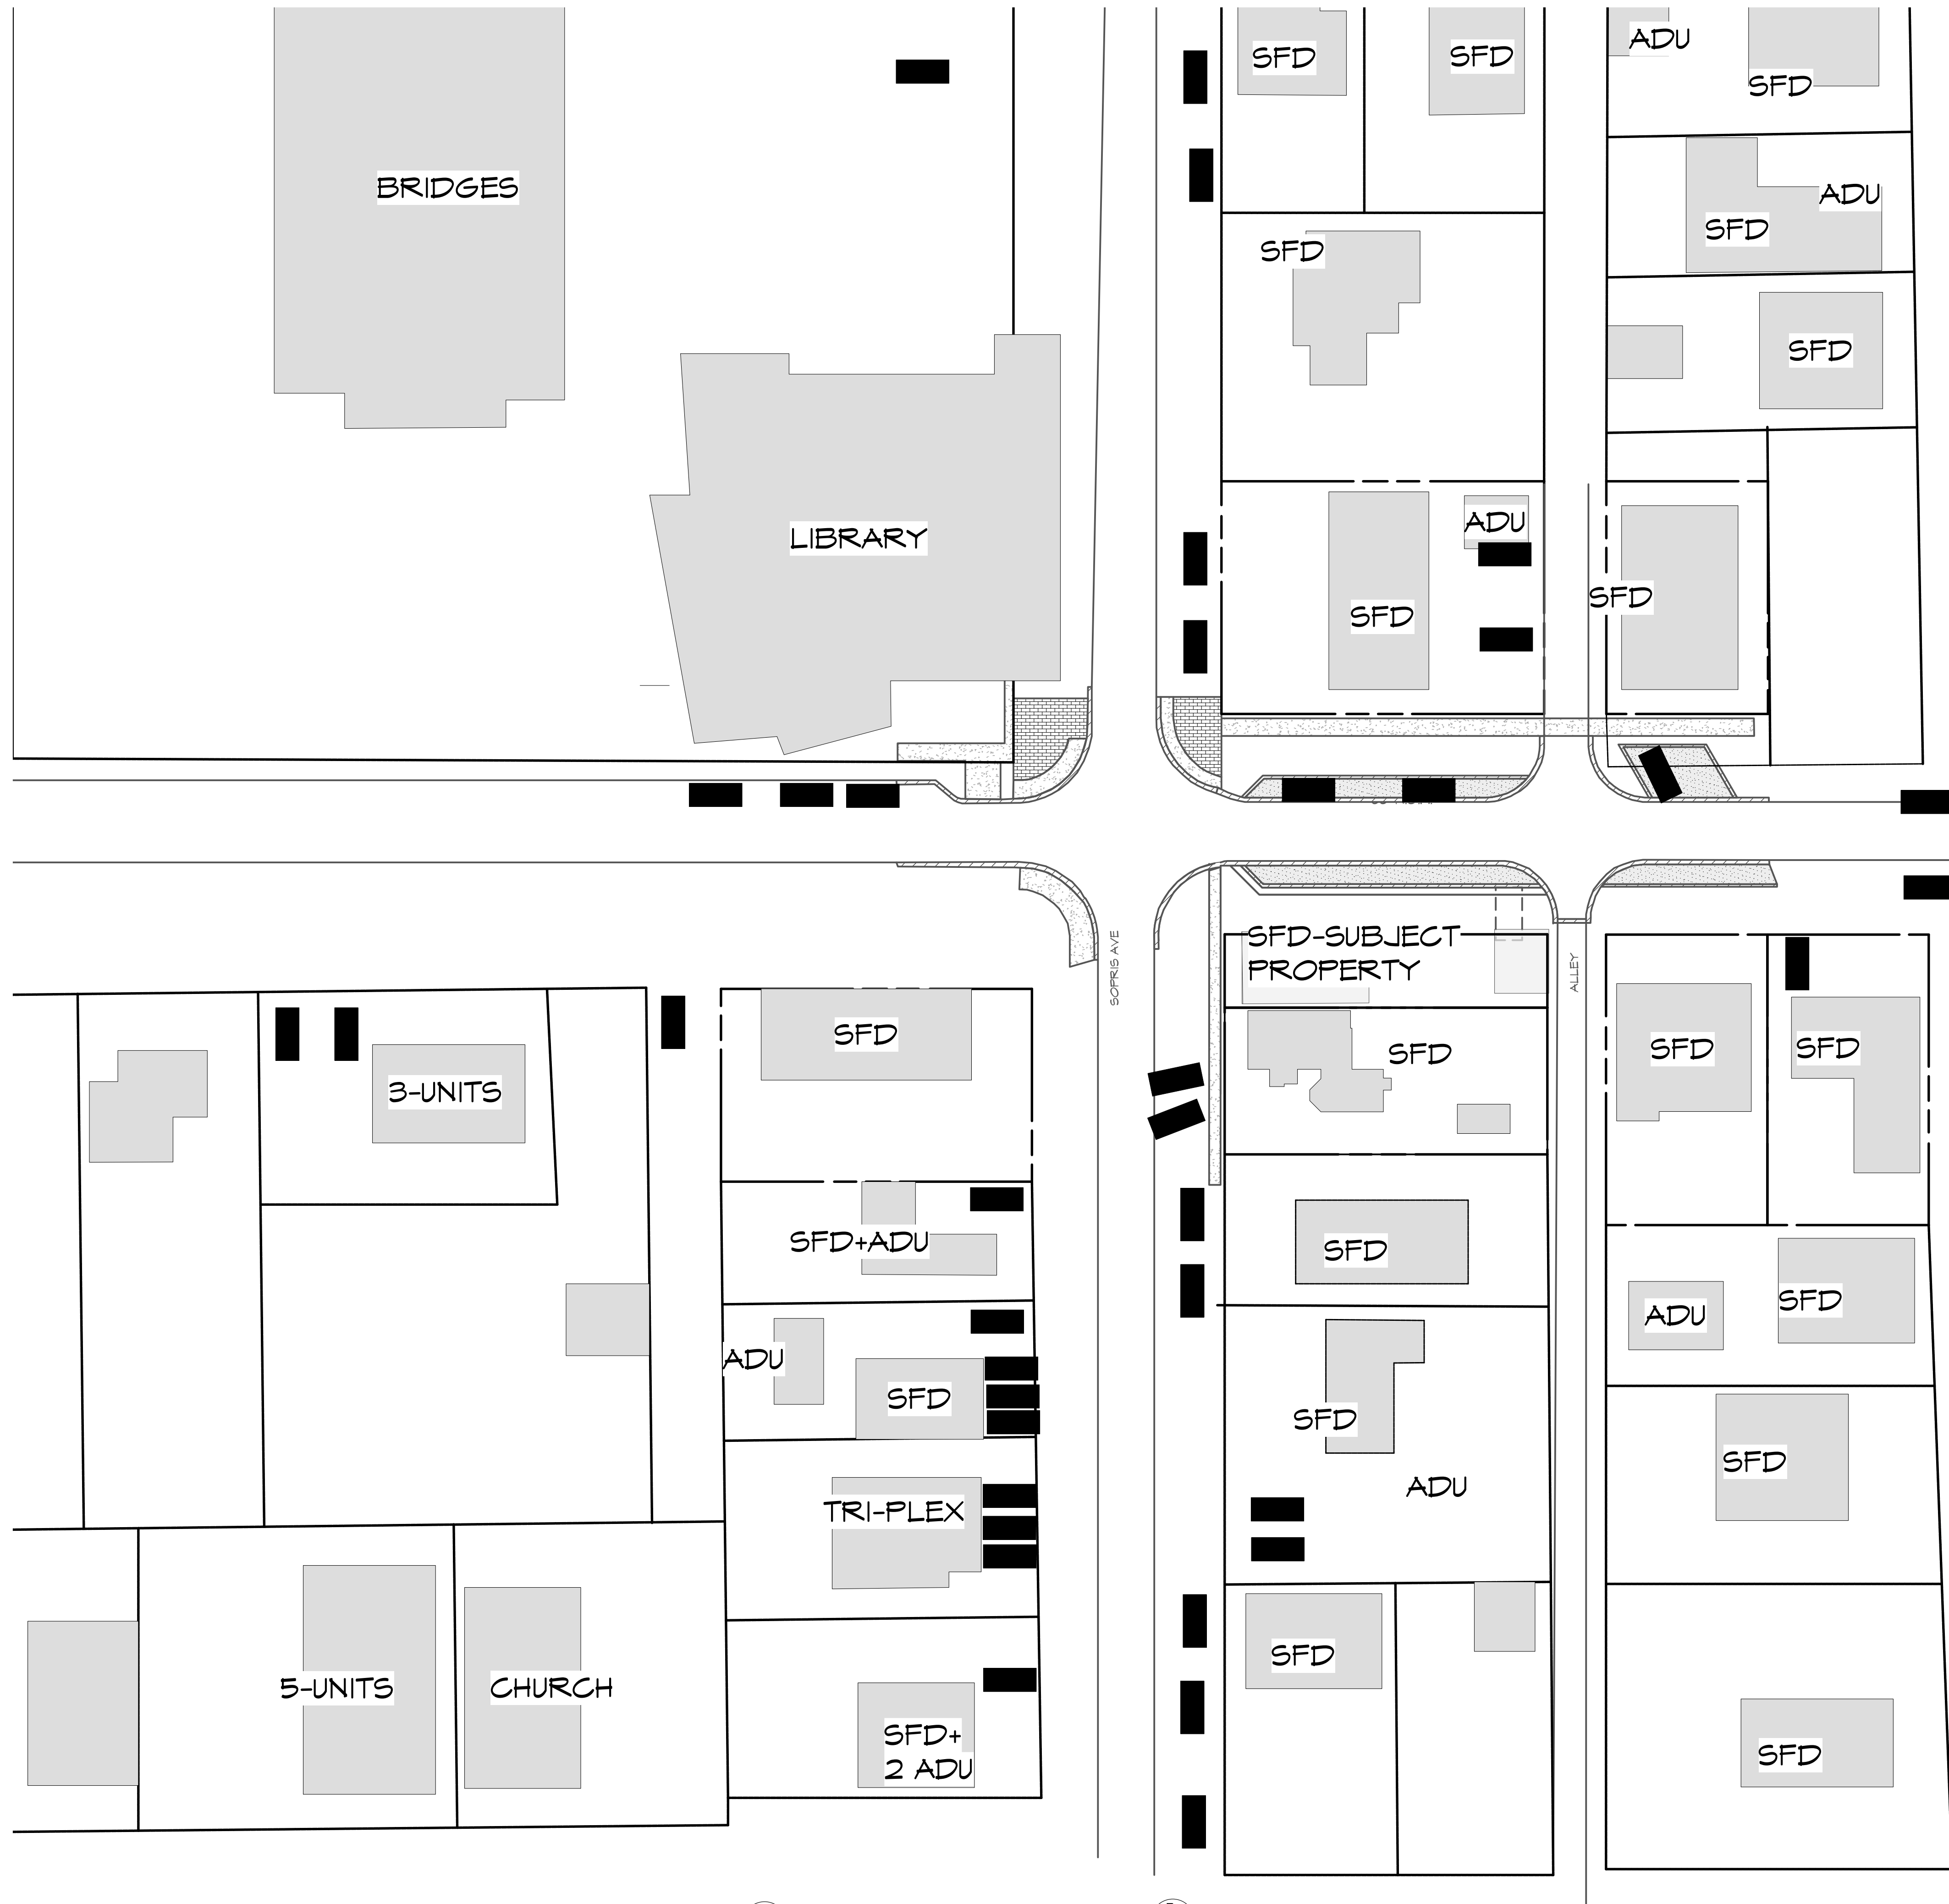 SFD
SFD
ADU
SFD
BRIDGES
SFD
ADU
SFD
SFD
LIBRARY
ADU
SFD
SFD
SOPRIS AVE
ALLEY
SFD-SUBJECT
PROPERTY
SFD
SFD
SFD
SFD
3-UNITS
SFD+ADU
SFD
ADU
SFD
ADU
SFD
SFD
ADU
SFD
TRI-PLEX
SFD
5-UNITS
CHURCH
SFD+
2 ADU
SFD
SFD